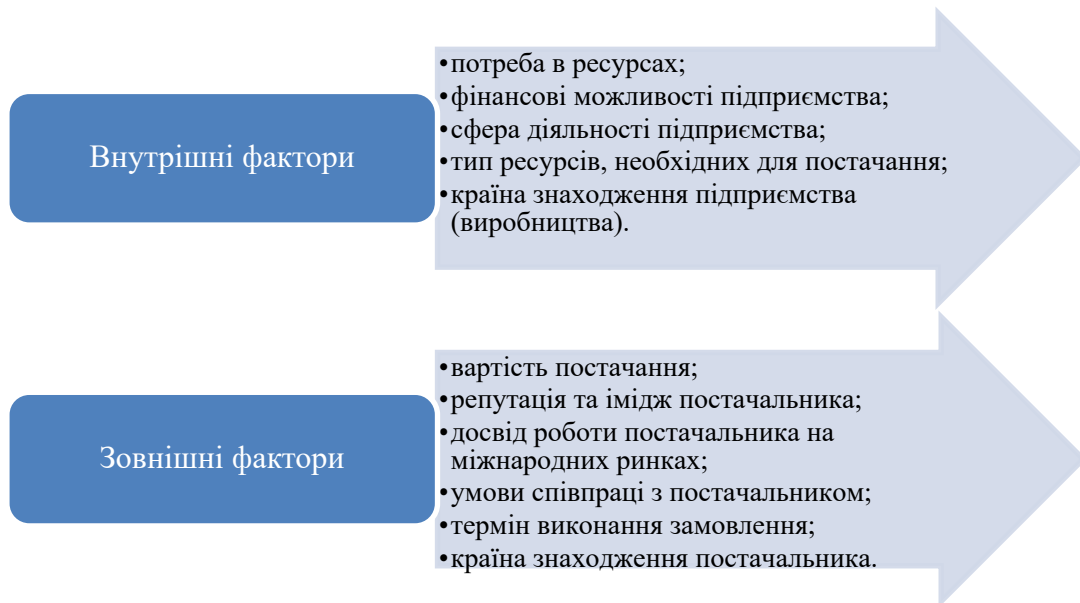 Внутрішні фактори
•потреба в ресурсах;
•фінансові можливості підприємства;
•сфера діяльності підприємства;
•тип ресурсів, необхідних для постачання;
•країна знаходження підприємства
(виробництва).
Зовнішні фактори
•вартість постачання;
•репутація та імідж постачальника;
•досвід роботи постачальника на
міжнародних ринках;
•умови співпраці з постачальником;
•термін виконання замовлення;
•країна знаходження постачальника.